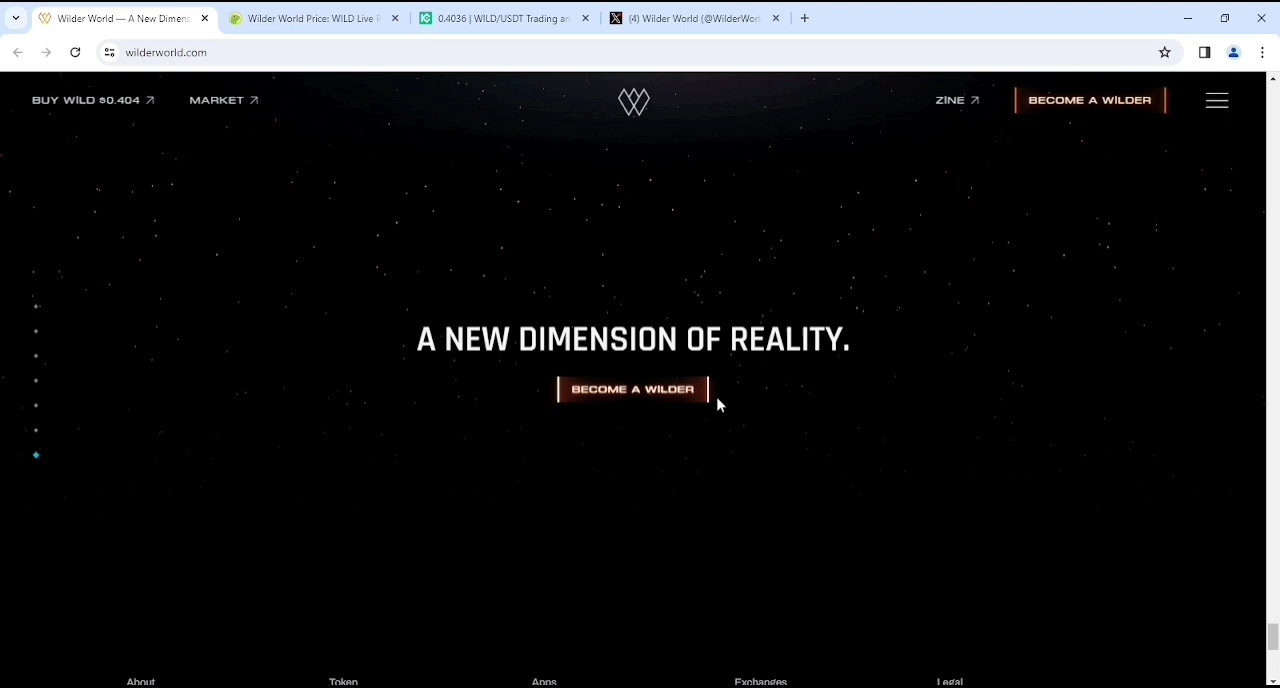 Wilder World — A New Dimens
Wilder World Price: WILD Live P
0.4036 | WILD/USDT Trading an
(4) Wilder World (@WilderWor
wilderworld.com
BUY WILD $0.404
MARKET
ZINE
BECOME A WILDER
A NEW DIMENSION OF REALITY.
BECOME A WILDER
About
Token
Apps
Exchanges
Legal